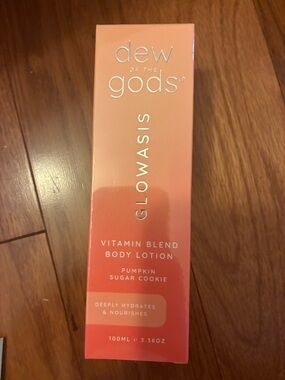 dew
OF THE
gods
GLOWASIS
VITAMIN BLEND
BODY LOTION
PUMPKIN
SUGAR COOKIE
DEEPLY HYDRATES
& NOURISHES
100ML ℮ 3.38OZ